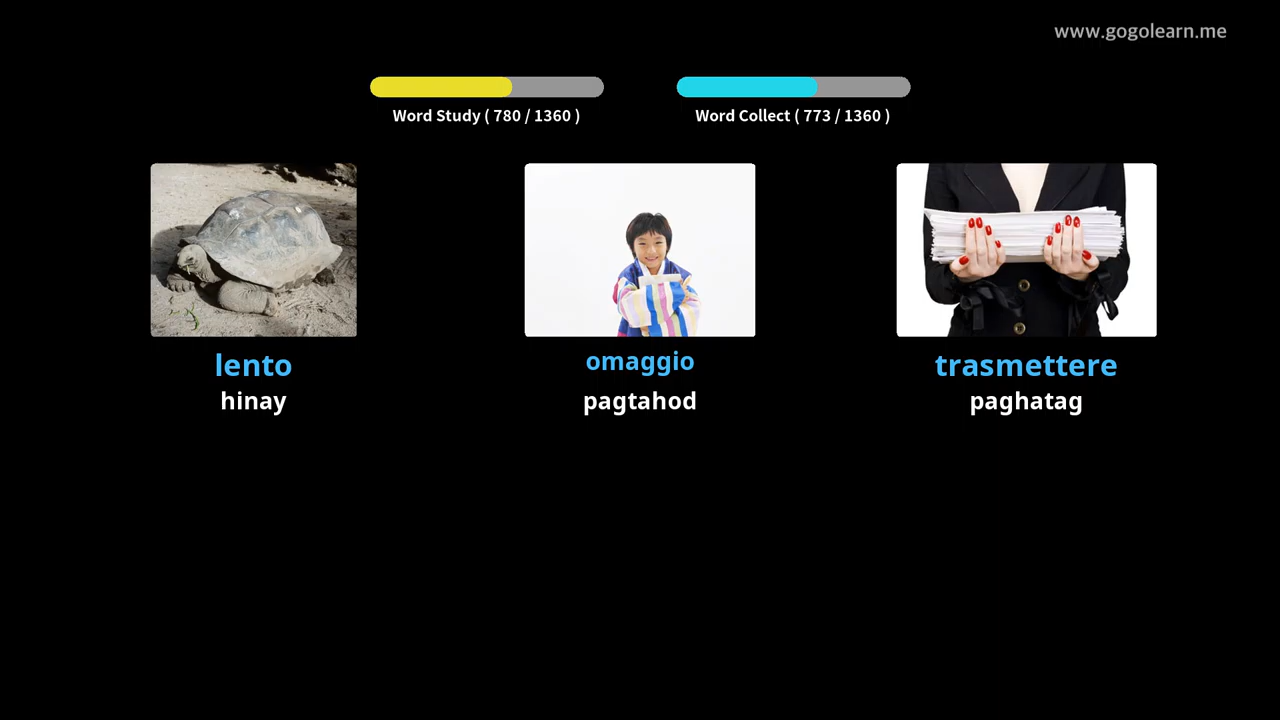 www.gogolearn.me
Word Study ( 780 / 1360 )
Word Collect ( 773 / 1360 )
lento
hinay
omaggio
pagtahod
trasmettere
paghatag